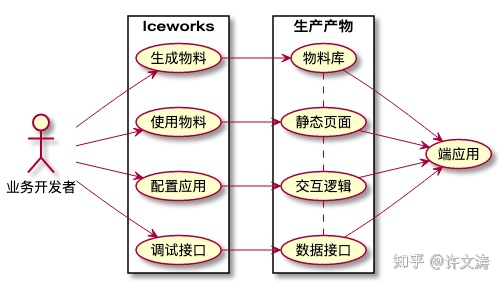 Iceworks
生产产物
生成物料
物料库
使用物料
静态页面
端应用
业务开发者
配置应用
交互逻辑
调试接口
数据接口
知乎 @许文涛